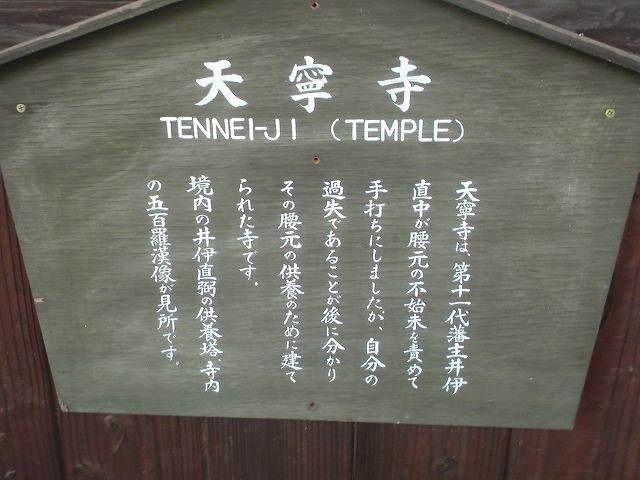 天寧寺
TENNEI-JI (TEMPLE)
天寧寺は、第十一代藩主井伊
直中が腰元の不始末を責めて
手打ちにしましたが、自分の
過失であることが後に分かり
その腰元の供養のために建て
られた寺です.
境内の井伊直弼の供養塔.寺内
の五百羅漢像が見所です。